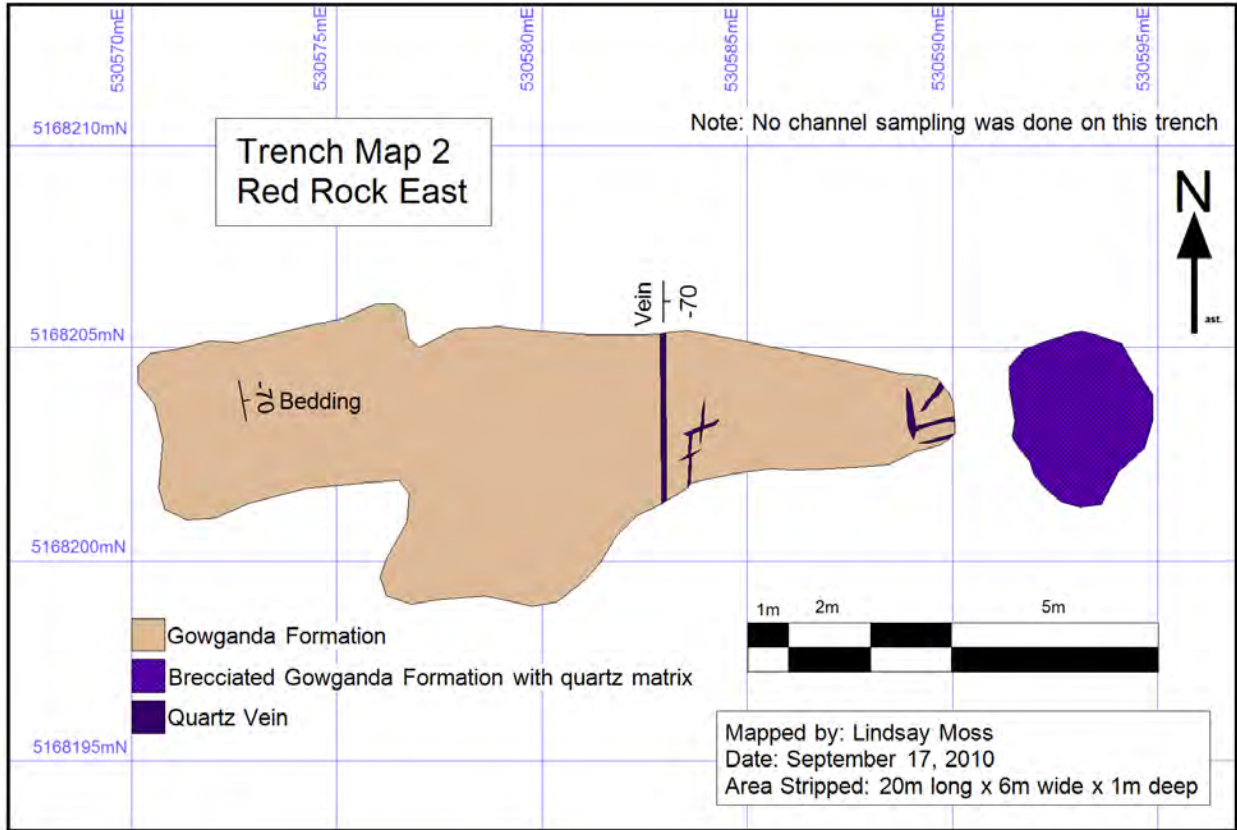 530570mE
530575mE
530580mE
530585mE
530590mE
530595mE
5168210mN
Note: No channel sampling was done on this trench
Trench Map 2
Red Rock East
N
ast.
Vein
-70
5168205mN
-70
Bedding
5168200mN
1m
2m
5m
Gowganda Formation
Brecciated Gowganda Formation with quartz matrix
Quartz Vein
5168195mN
Mapped by: Lindsay Moss
Date: September 17, 2010
Area Stripped: 20m long x 6m wide x 1m deep